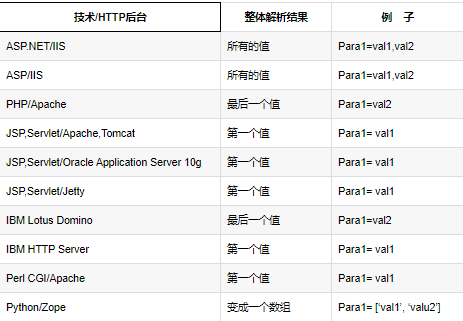 技术/HTTP后台 整体解析结果 例 子
ASP.NET/IIS 所有的值 Para1=val1,val2
ASP/IIS 所有的值 Para1=val1,val2
PHP/Apache 最后一个值 Para1=val2
JSP,Servlet/Apache,Tomcat 第一个值 Para1= val1
JSP,Servlet/Oracle Application Server 10g 第一个值 Para1= val1
JSP,Servlet/Jetty 第一个值 Para1= val1
IBM Lotus Domino 最后一个值 Para1=val2
IBM HTTP Server 第一个值 Para1= val1
Perl CGI/Apache 第一个值 Para1= val1
Python/Zope 变成一个数组 Para1= [‘val1’, ‘valu2’]